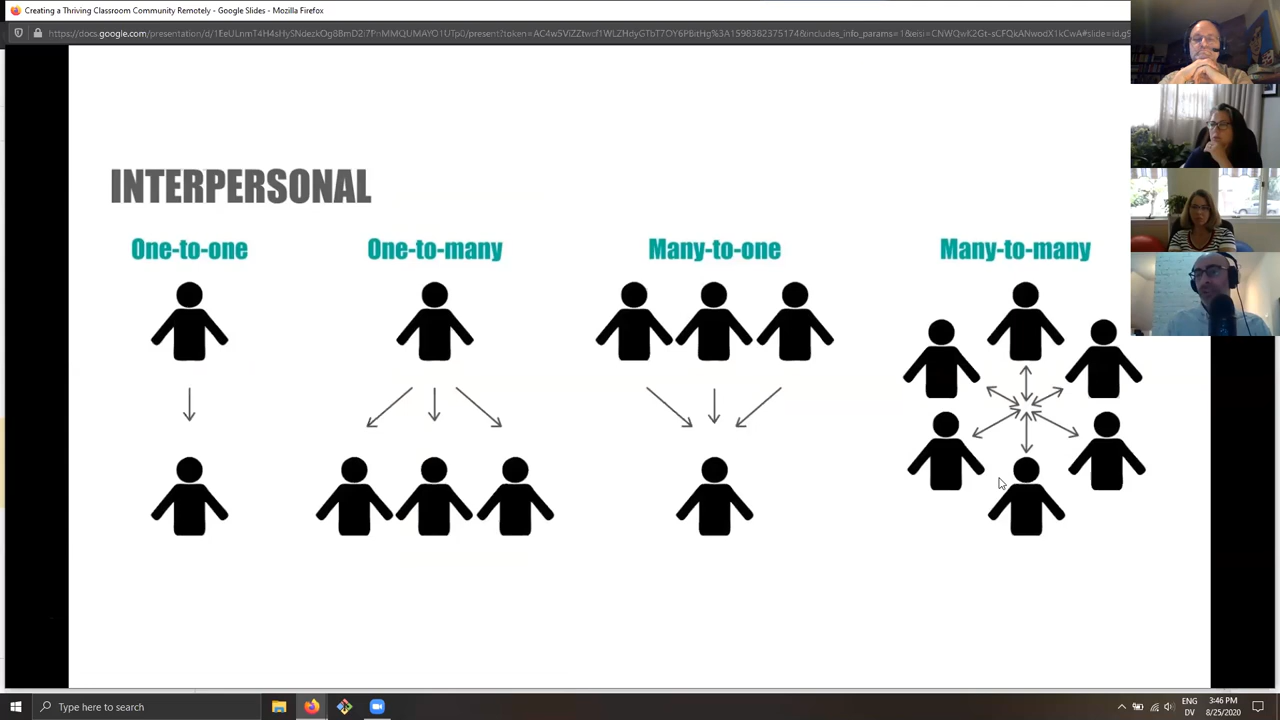 Creating a Thriving Classroom Community Remotely - Google Slides - Mozilla Firefox
INTERPERSONAL
One-to-one
One-to-many
Many-to-one
Many-to-many
Type here to search
ENG
DV
3:46 PM
8/25/2020